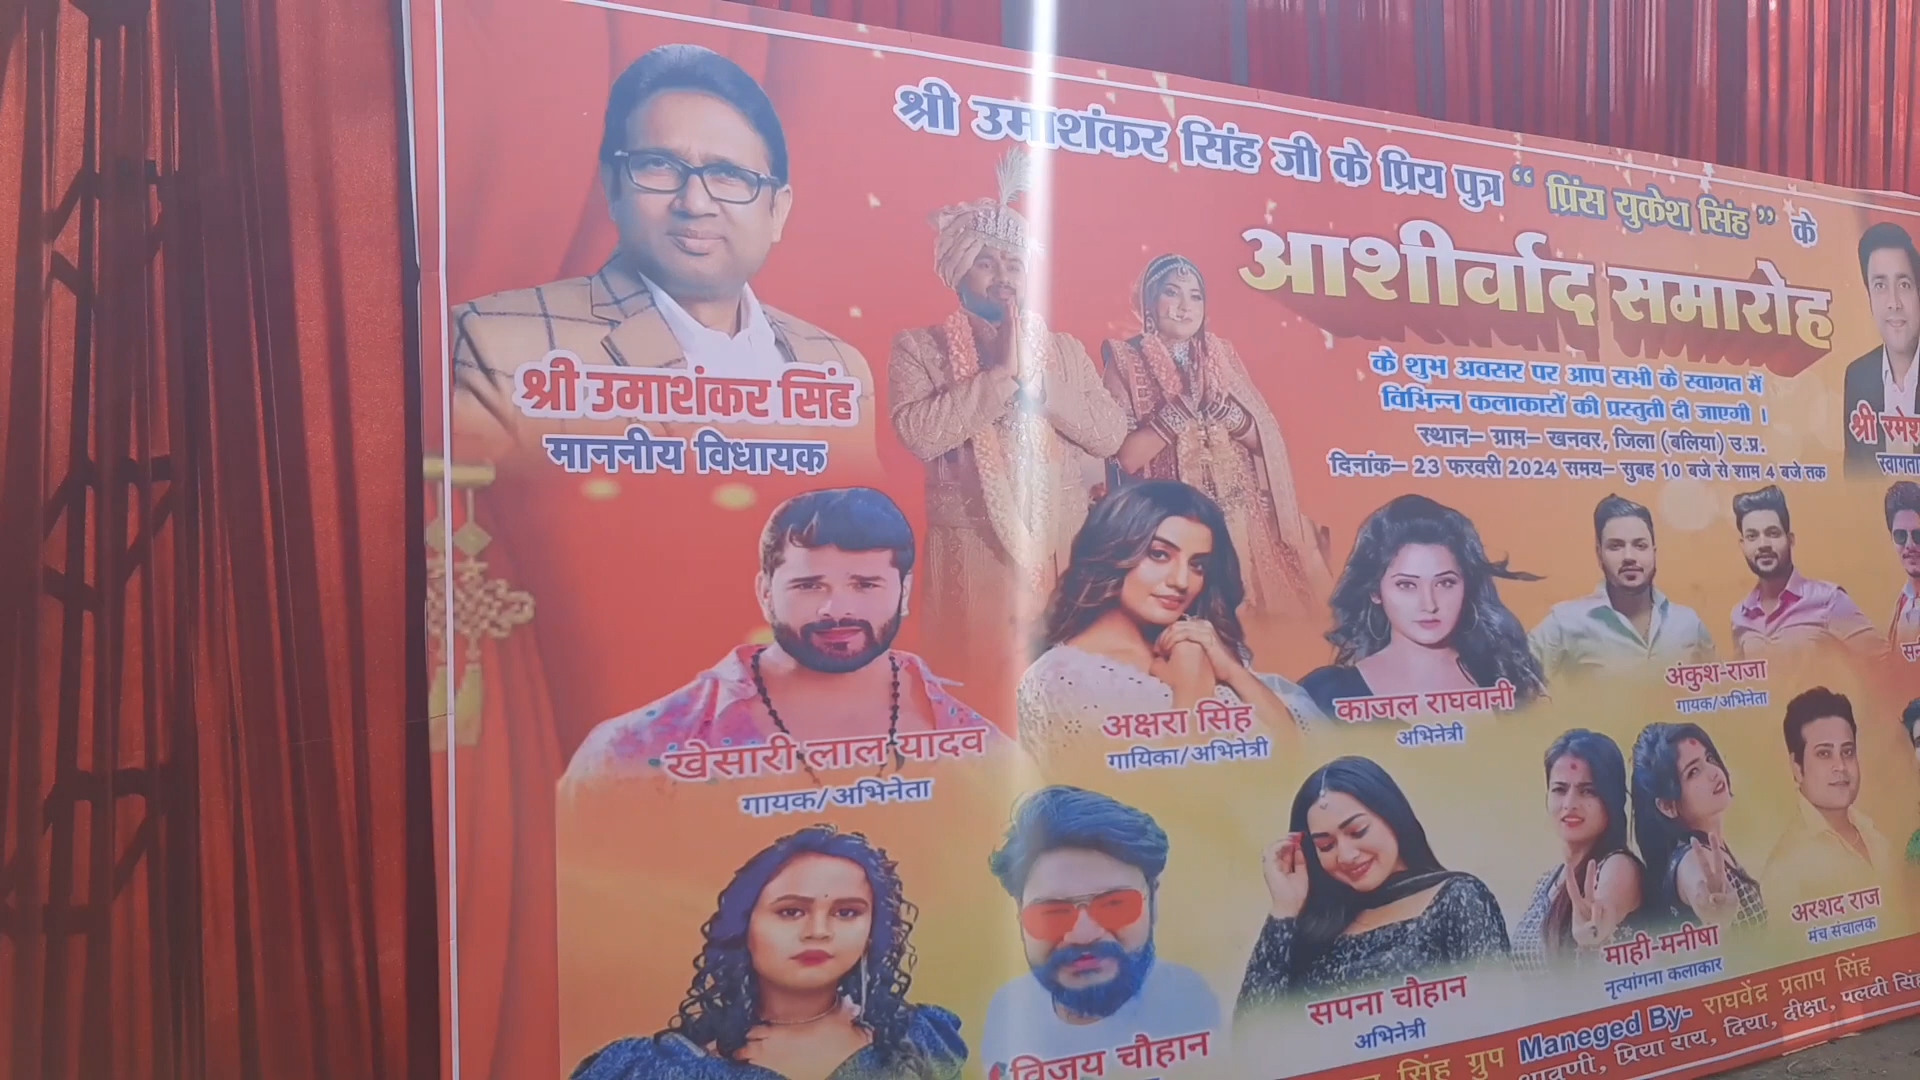 श्री उमाशंकर सिंह जी के प्रिय पुत्र “ प्रिंस युकेश सिंह ” के
आशीर्वाद समारोह
के शुभ अवसर पर आप सभी के स्वागत में
विभिन्न कलाकारों की प्रस्तुती दी जाएगी ।
स्थान– ग्राम– खनवर, जिला (बलिया) उ.प्र.
दिनांक– 23 फरवरी 2024 समय– सुबह 10 बजे से शाम 4 बजे तक
श्री उमाशंकर सिंह
माननीय विधायक
श्री रमेश
खेसारी लाल यादव
गायक/अभिनेता
अक्षरा सिंह
गायिका/अभिनेत्री
काजल राघवानी
अभिनेत्री
अंकुश-राजा
गायक/अभिनेता
विजय चौहान
सपना चौहान
अभिनेत्री
माही-मनीषा
नृत्यांगना कलाकार
अरशद राज
मंच संचालक
सिंह ग्रुप Maneged By- राघवेंद्र प्रताप सिंह
प्रिया राय, दिया, दीक्षा, पलवी सिंह